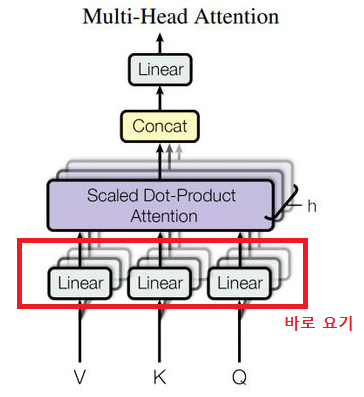 Multi-Head Attention
Linear
Concat
Scaled Dot-Product
Attention
h
Linear Linear Linear
바로 요기
V K Q